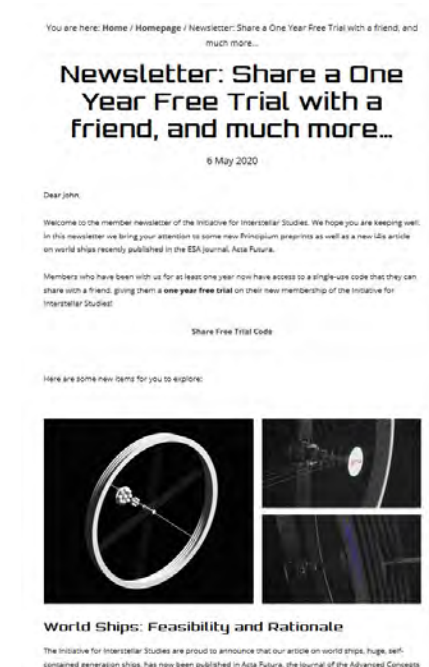 You are here: Home / Homepage / Newsletter: Share a One Year Free Trial with a friend, and
much more...
Newsletter: Share a One
Year Free Trial with a
friend, and much more...
6 May 2020
Dear John,
Welcome to the member newsletter of the Initiative for Interstellar Studies. We hope you are keeping well.
In this newsletter we bring your attention to some new Principium preprints as well as a new i4is article
on world ships recently published in the ESA journal, Acta Futura.
Members who have been with us for at least one year now have access to a single-use code that they can
share with a friend, giving them a one year free trial on their new membership of the Initiative for
Interstellar Studies!
Share Free Trial Code
Here are some new items for you to explore:
World Ships: Feasibility and Rationale
The Initiative for Interstellar Studies are proud to announce that our article on world ships, huge, self-
contained generation ships, has now been published in Acta Futura, the journal of the Advanced Concepts